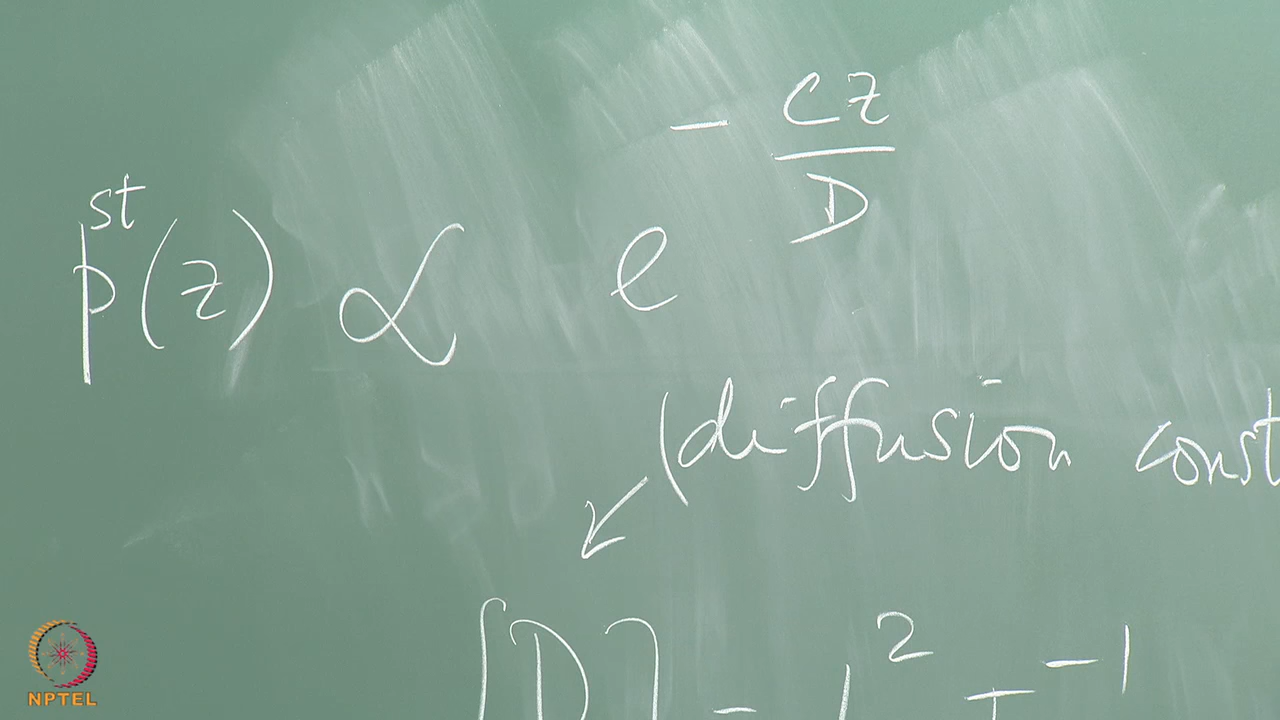 p^st(z) ∝ e^(-cz/D)
(diffusion const
[D] = L^2 T^-1
NPTEL